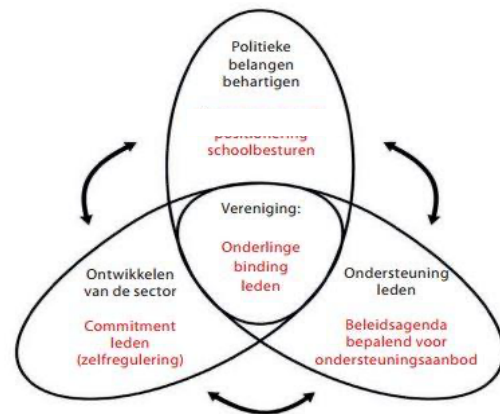 Politieke
belangen
behartigen
schoolbesturen
Vereniging:
Onderlinge
binding
leden
Ontwikkelen
van de sector
Commitment
leden
(zelfregulering)
Ondersteuning
leden
Beleidsagenda
bepalend voor
ondersteuningsaanbod